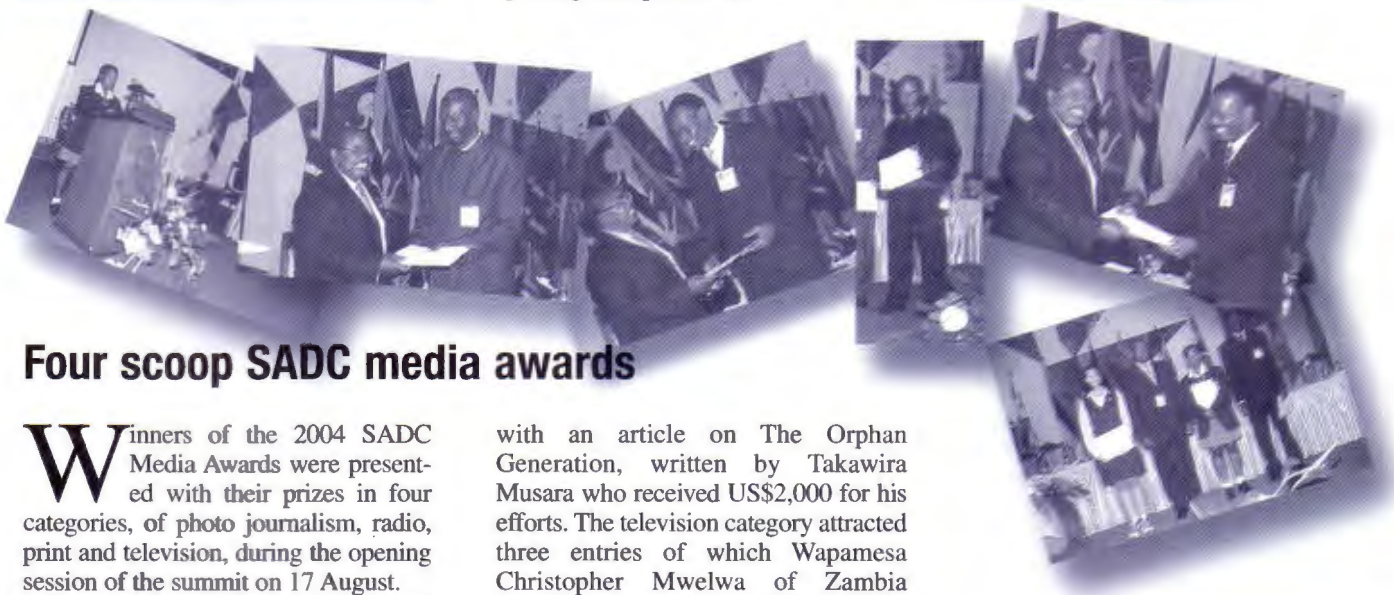 Four scoop SADC media awards
Winners of the 2004 SADC
Media Awards were present-
ed with their prizes in four
categories, of photo journalism, radio,
print and television, during the opening
session of the summit on 17 August.
with an article on The Orphan
Generation, written by Takawira
Musara who received US$2,000 for his
efforts. The television category attracted
three entries of which Wapamesa
Christopher Mwelwa of Zambia